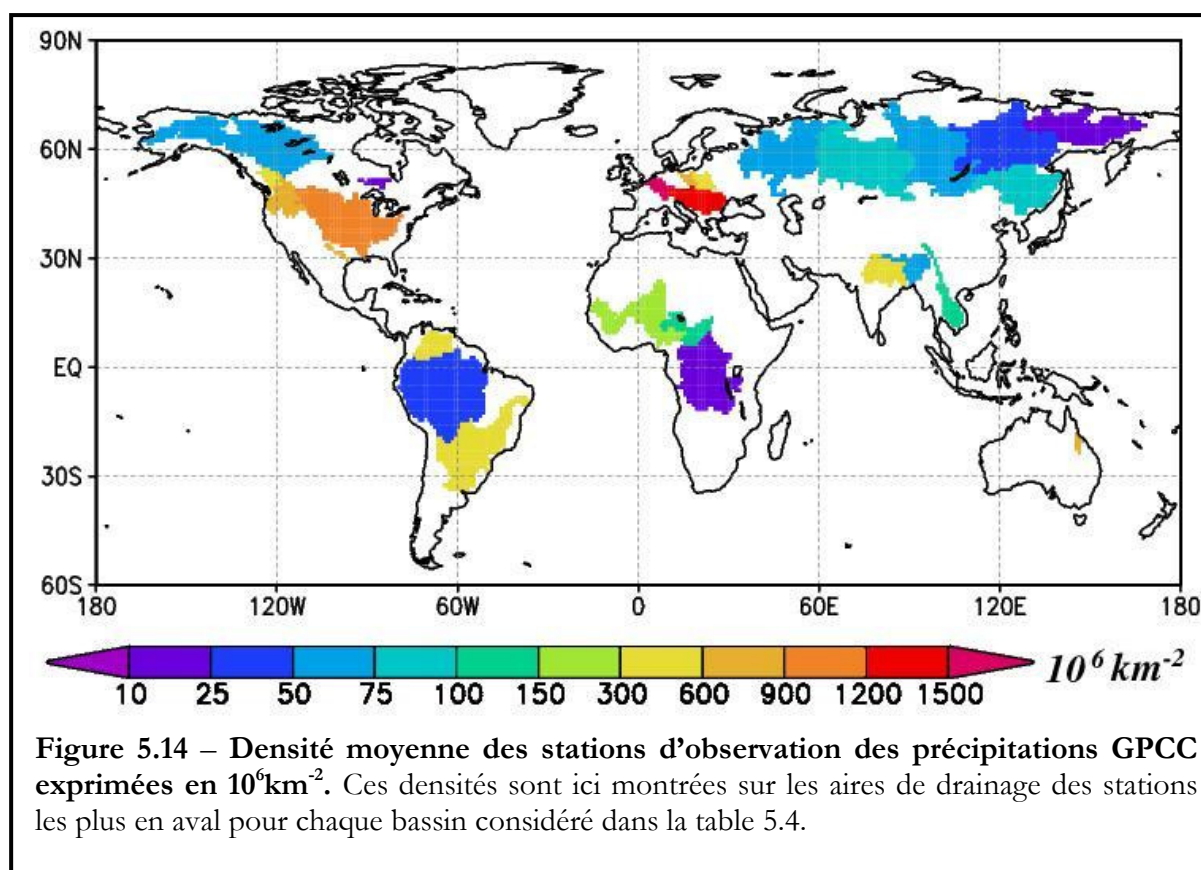 90N
60N
30N
EQ
30S
60S
180 120W 60W 0 60E 120E 180
10 25 50 75 100 150 300 600 900 1200 1500 10⁶ km⁻²
Figure 5.14 – Densité moyenne des stations d’observation des précipitations GPCC
exprimées en 10⁶km⁻². Ces densités sont ici montrées sur les aires de drainage des stations
les plus en aval pour chaque bassin considéré dans la table 5.4.